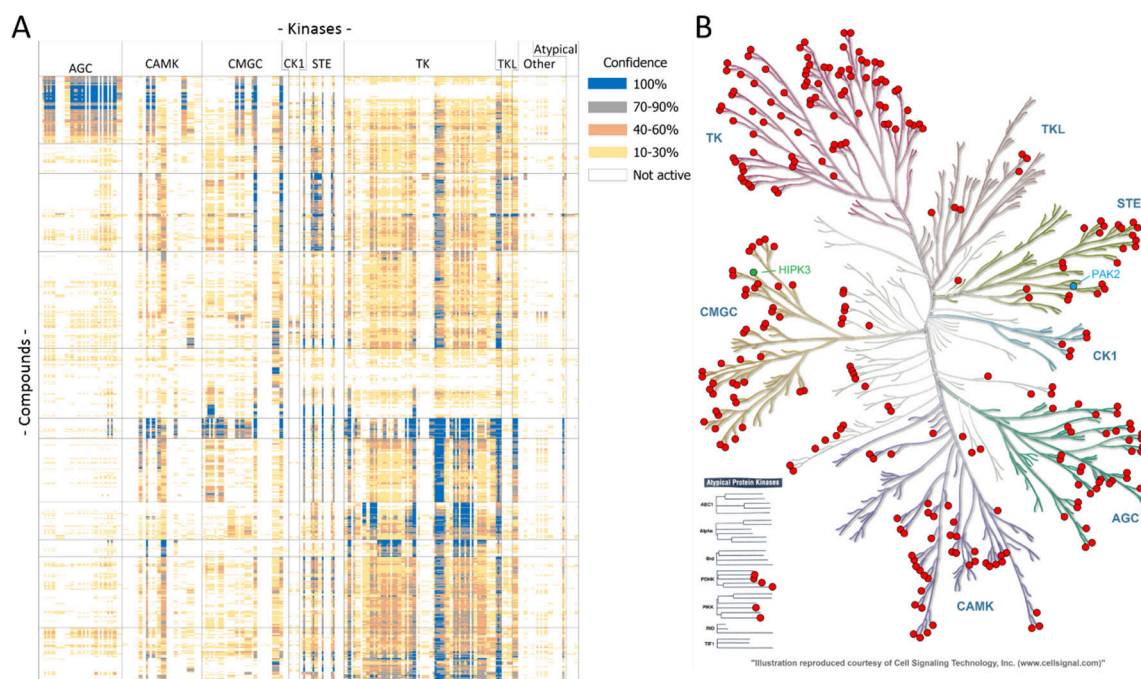 A
- Kinases -
AGC
CAMK
CMGC
CK1
STE
TK
TKL
Other
Atypical
- Compounds -
Confidence
100%
70-90%
40-60%
10-30%
Not active
B
TK
TKL
STE
HIPK3
PAK2
CMGC
CK1
AGC
CAMK
Atypical Protein Kinases
ABC1
Alpha
Brd
PDHK
PIKK
RIO
TIF1
"Illustration reproduced courtesy of Cell Signaling Technology, Inc. (www.cellsignal.com)"